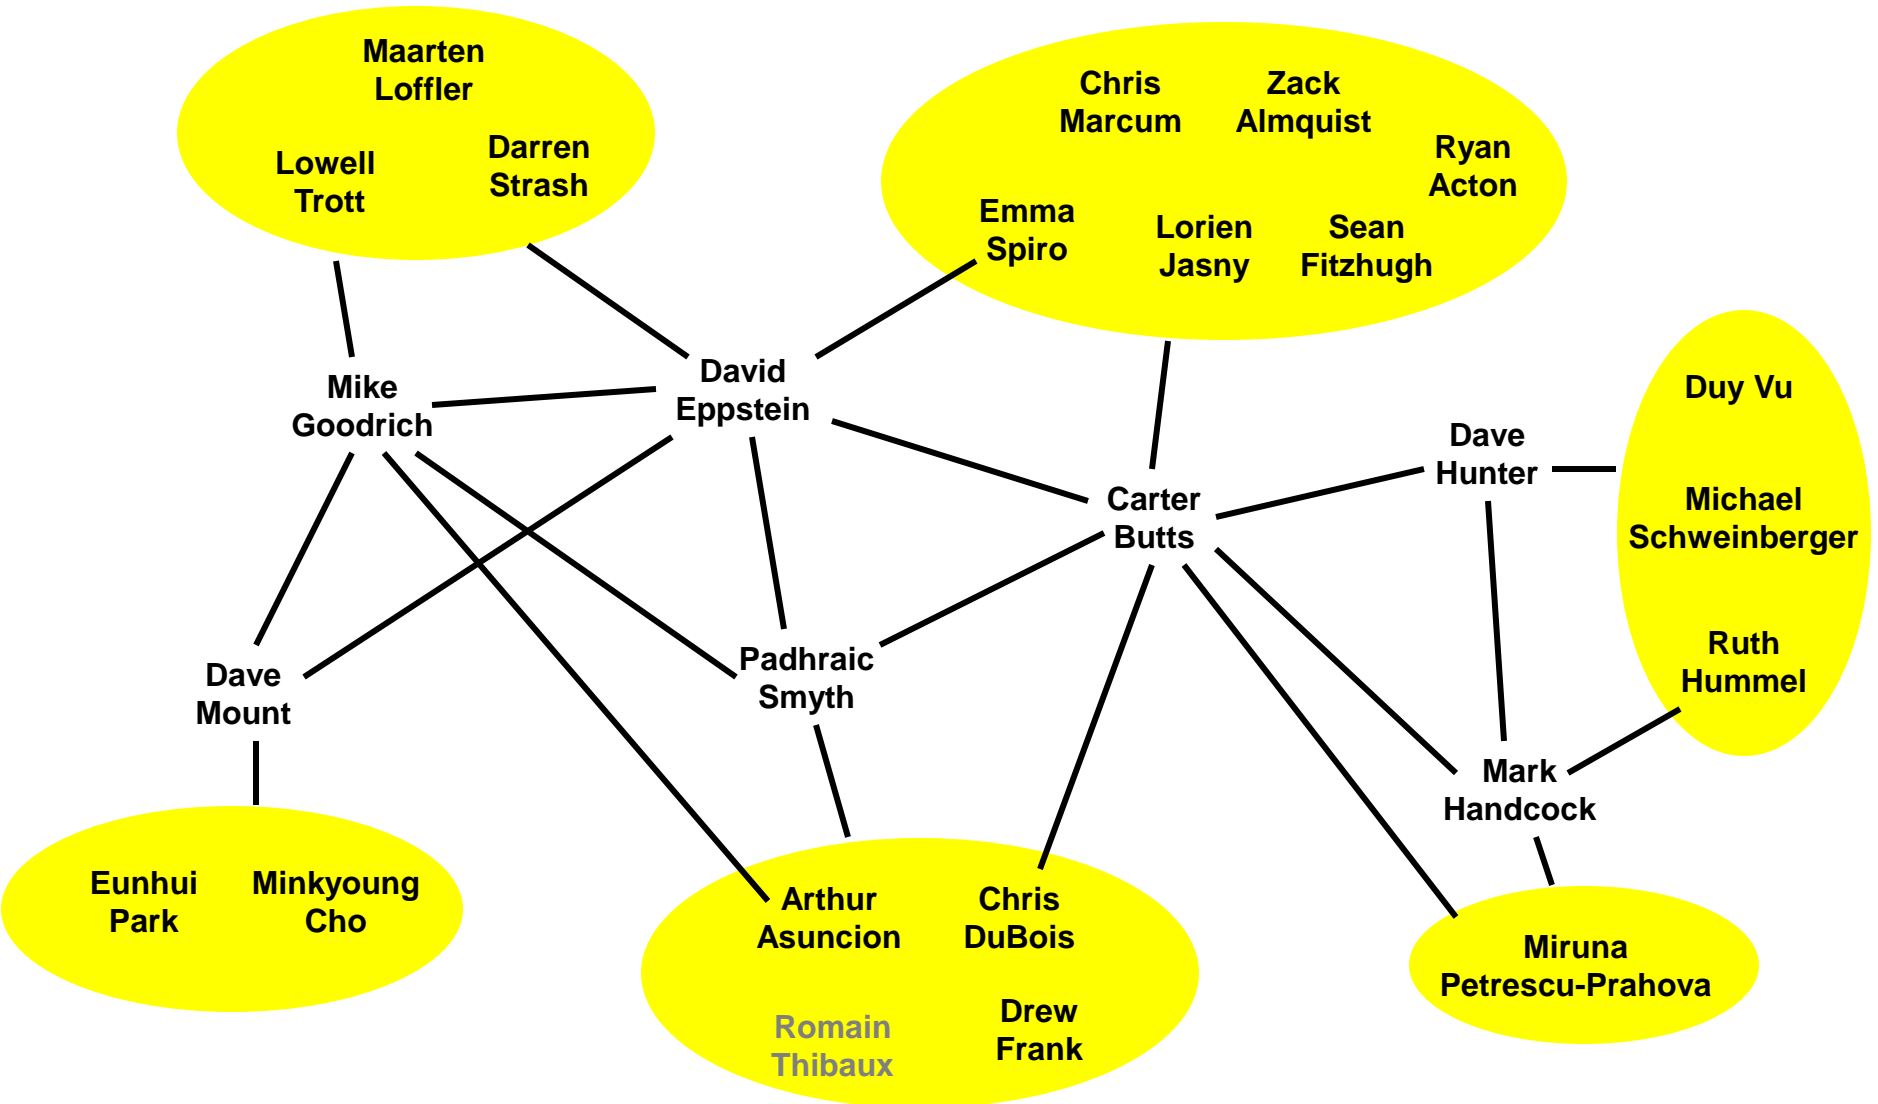 Maarten
Loffler
Lowell
Trott
Darren
Strash
Chris
Marcum
Zack
Almquist
Ryan
Acton
Emma
Spiro
Lorien
Jasny
Sean
Fitzhugh
Mike
Goodrich
David
Eppstein
Carter
Butts
Dave
Hunter
Duy Vu
Michael
Schweinberger
Ruth
Hummel
Dave
Mount
Padhraic
Smyth
Mark
Handcock
Eunhui
Park
Minkyoung
Cho
Arthur
Asuncion
Chris
DuBois
Romain
Thibaux
Drew
Frank
Miruna
Petrescu-Prahova